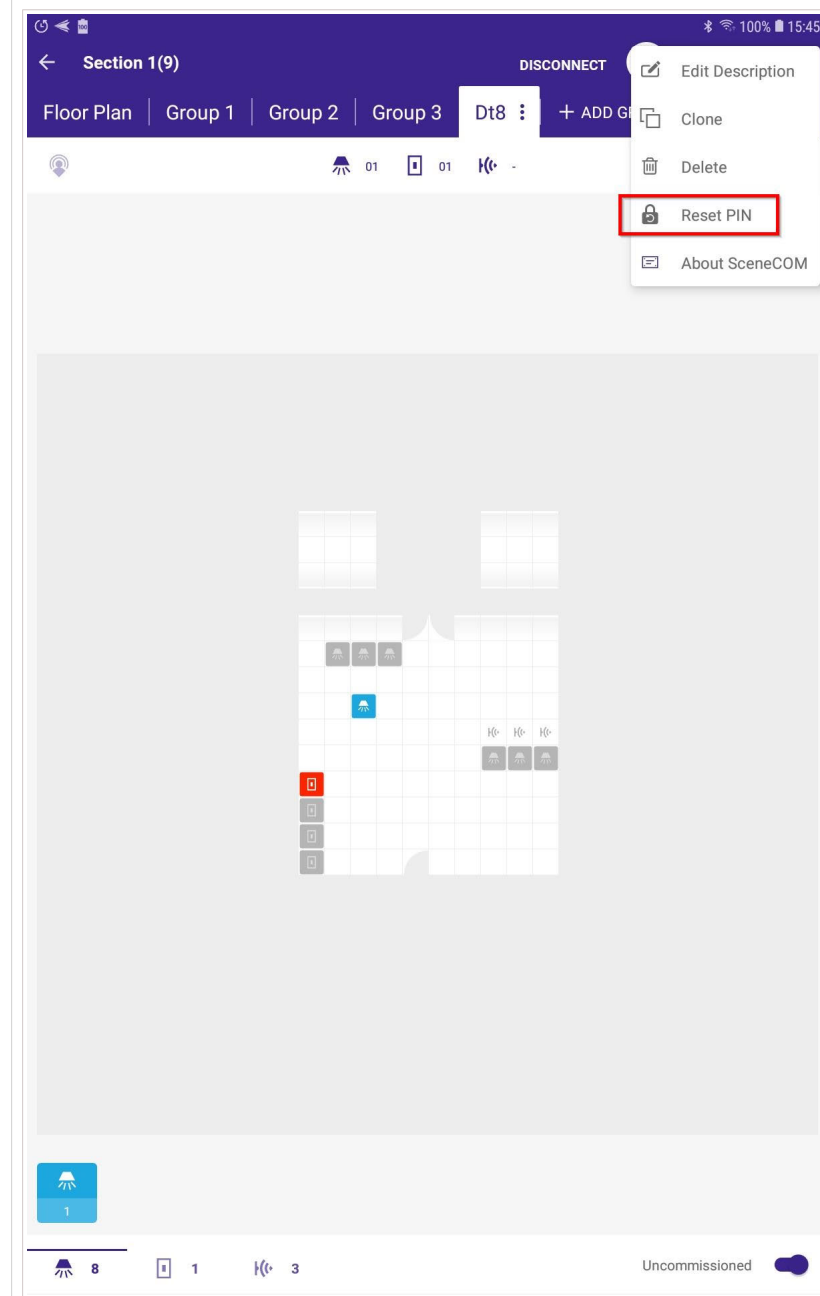 100% 15:45
Section 1(9) DISCONNECT
Edit Description
Floor Plan Group 1 Group 2 Group 3 Dt8 + ADD G
Clone
01 01 -
Delete
Reset PIN
About SceneCOM
1
8 1 3 Uncommissioned